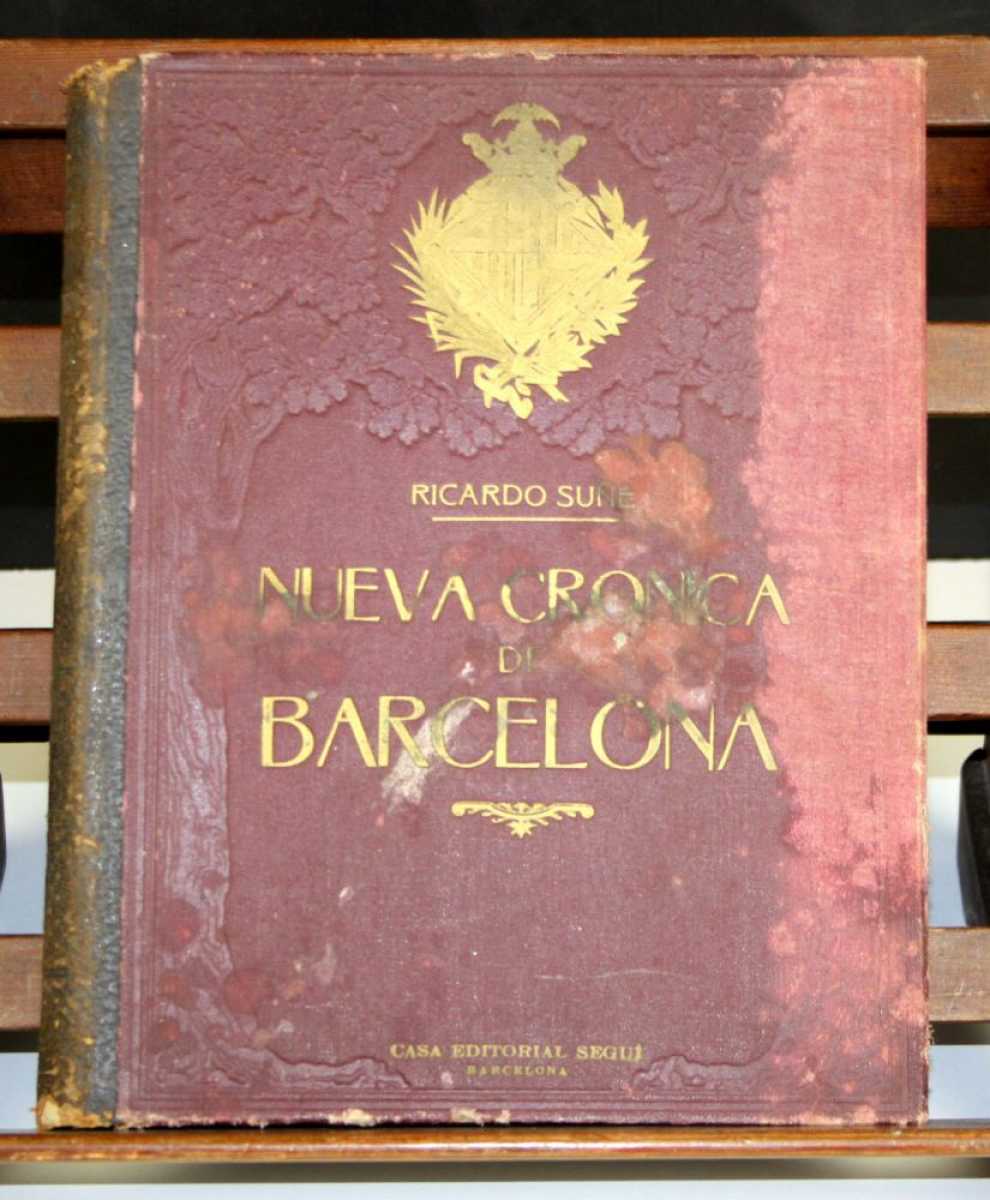 RICARDO SUÑE
NUEVA CRONICA
DE
BARCELONA
CASA EDITORIAL SEGUÍ
BARCELONA